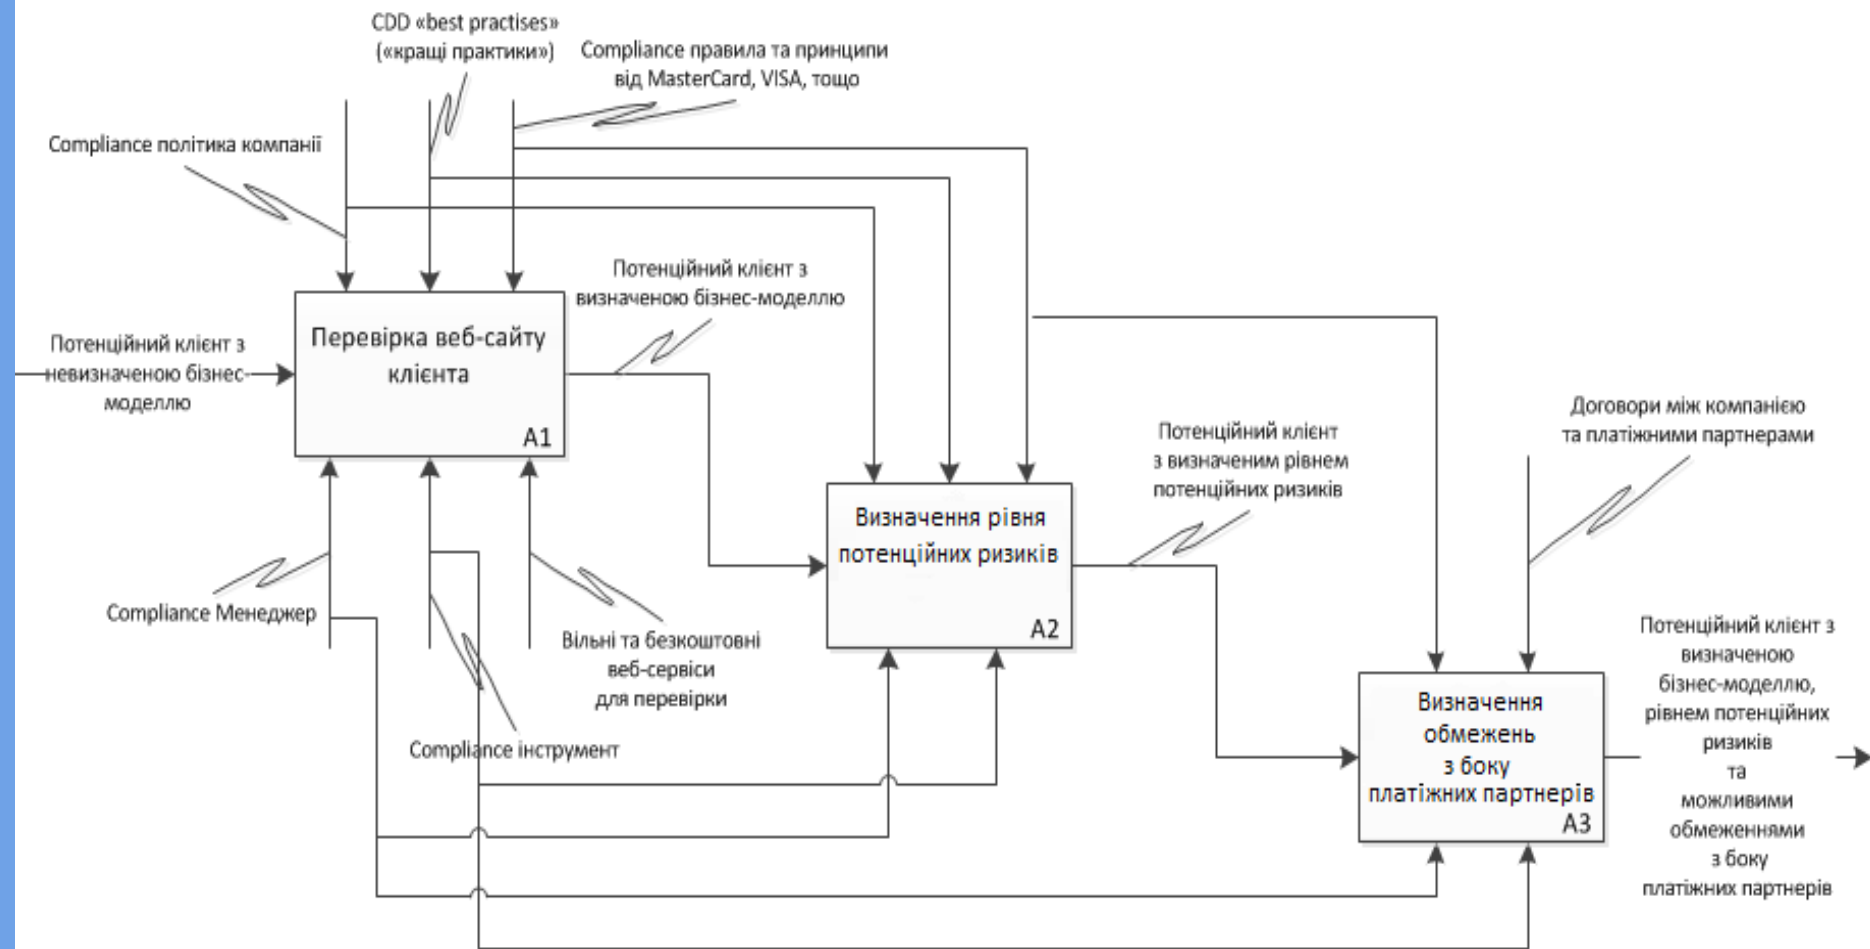 CDD «best practises»
(«кращі практики»)
Compliance правила та принципи
від MasterCard, VISA, тощо
Compliance політика компанії
Потенційний клієнт з
визначеною бізнес-моделлю
Перевірка веб-сайту
клієнта
A1
Потенційний клієнт з
невизначеною бізнес-
моделлю
Договори між компанією
та платіжними партнерами
Потенційний клієнт
з визначеним рівнем
потенційних ризиків
Визначення рівня
потенційних ризиків
A2
Compliance Менеджер
Вільні та безкоштовні
веб-сервіси
для перевірки
Compliance інструмент
Визначення
обмежень
з боку
платіжних партнерів
A3
Потенційний клієнт з
визначеною
бізнес-моделлю,
рівнем потенційних
ризиків
та
можливими
обмеженнями
з боку
платіжних партнерів